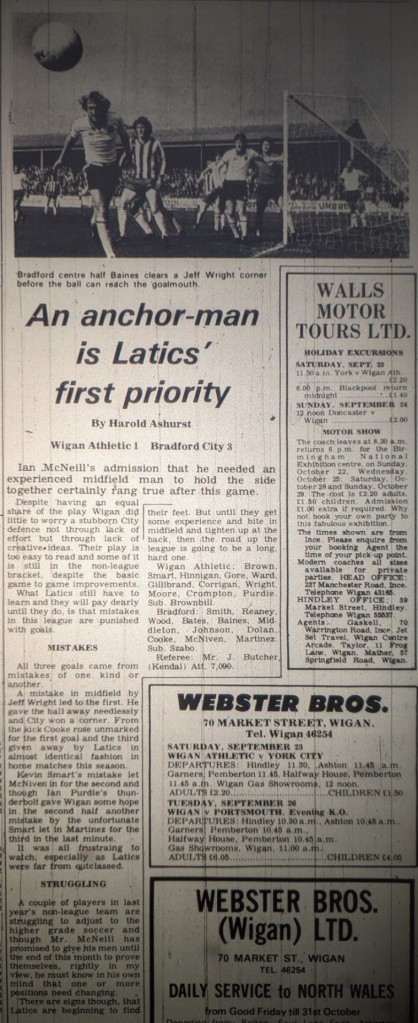 Bradford centre half Baines clears a Jeff Wright corner
before the ball can reach the goalmouth.
An anchor-man
is Latics'
first priority
By Harold Ashurst
Wigan Athletic 1 Bradford City 3
Ian McNeill's admission that he needed an
experienced midfield man to hold the side
together certainly rang true after this game.
Despite having an equal
share of the play Wigan did
little to worry a stubborn City
defence not through lack of
effort but through lack of
creative ideas. Their play is
too easy to read and some of it
is still in the non-league
bracket, despite the basic
game to game improvements.
What Latics still have to
learn and they will pay dearly
until they do, is that mistakes
in this league are punished
with goals.
MISTAKES
All three goals came from
mistakes of one kind or
another.
A mistake in midfield by
Jeff Wright led to the first. He
gave the ball away needlessly
and City won a corner. From
the kick Cooke rose unmarked
for the first goal and the third
given away by Latics in
almost identical fashion in
home matches this season.
Kevin Smart's mistake let
McNiven in for the second and
though Ian Purdie's thun-
derbolt gave Wigan some hope
in the second half another
mistake by the unfortunate
Smart let in Martinez for the
third in the last minute.
It was all frustrating to
watch, especially as Latics
were far from outclassed.
STRUGGLING
A couple of players in
last year's non-league team are
struggling to adjust to the
higher grade soccer and
though Mr. McNeill has
promised to give his men until
the end of this month to prove
themselves, rightly in my
view, he must know in his own
mind that one or more
positions need changing.
There are signs though, that
Latics are beginning to find
their feet. But until they get
some experience and bite in
midfield and tighten up at the
back, then the road up the
league is going to be a long,
hard one.
Wigan Athletic: Brown,
Smart, Hinnigan, Gore, Ward,
Gillibrand, Corrigan, Wright,
Moore, Crompton, Purdie.
Sub. Brownbill.
Bradford: Smith, Reaney,
Wood, Bates, Baines, Mid-
dleton, Johnson, Dolan,
Cooke, McNiven, Martinez.
Sub. Szabo.
Referee: Mr. J. Butcher
(Kendal) Att. 7,090.
WALLS
MOTOR
TOURS LTD.
HOLIDAY EXCURSIONS
SATURDAY, SEPT. 23
11.30 a.m. York v Wigan Ath.
£2.20
6.00 p.m. Blackpool return
midnight £1.40
SUNDAY, SEPTEMBER 24
12 noon Doncaster v
Wigan £2.00
MOTOR SHOW
The coach leaves at 8.30 a.m.
returns 6 p.m. for the Bir-
mingham National
Exhibition centre, on Sunday,
October 22, Wednesday,
October 25; Saturday, Oc-
tober 28 and Sunday, October
29. The cost is £2.20 adults,
£1.50 children. Admission
£1.00 extra if required. Why
not book your own party to
this fabulous exhibition.
The times shown are from
Ince. Please enquire from
your booking Agent the
time of your pick up point.
Modern coaches all sizes
available for private
parties. HEAD OFFICE:
237 Manchester Road, Ince.
Telephone Wigan 43165.
HINDLEY OFFICE: 39
Market Street, Hindley.
Telephone Wigan 55537.
Agents: Gaskell, 70
Warrington Road, Ince. Jet
Set Travel, Wigan Centre
Arcade. Taylor, 11 Frog
Lane, Wigan. Mather, 57
Springfield Road, Wigan.
WEBSTER BROS.
70 MARKET STREET, WIGAN.
Tel. Wigan 46254
SATURDAY, SEPTEMBER 23
WIGAN ATHLETIC v YORK CITY
DEPARTURES: Hindley 11.30, Ashton 11.45 a.m.
Garners, Pemberton 11.45, Halfway House, Pemberton
11.45 a.m. Wigan Gas Showrooms, 12 noon.
ADULTS £2.20 CHILDREN £1.50
TUESDAY, SEPTEMBER 26
WIGAN v PORTSMOUTH. Evening K.O.
DEPARTURES: Hindley 10.30 a.m., Ashton 10.45 a.m.,
Garners, Pemberton 10.45 a.m.,
Halfway House, Pemberton 10.45 a.m.
Gas Showrooms, Wigan, 11.00 a.m.
ADULTS £6.05 CHILDREN £4.05
WEBSTER BROS.
(Wigan) LTD.
70 MARKET ST., WIGAN
TEL. 46254
DAILY SERVICE to NORTH WALES
from Good Friday till 31st October